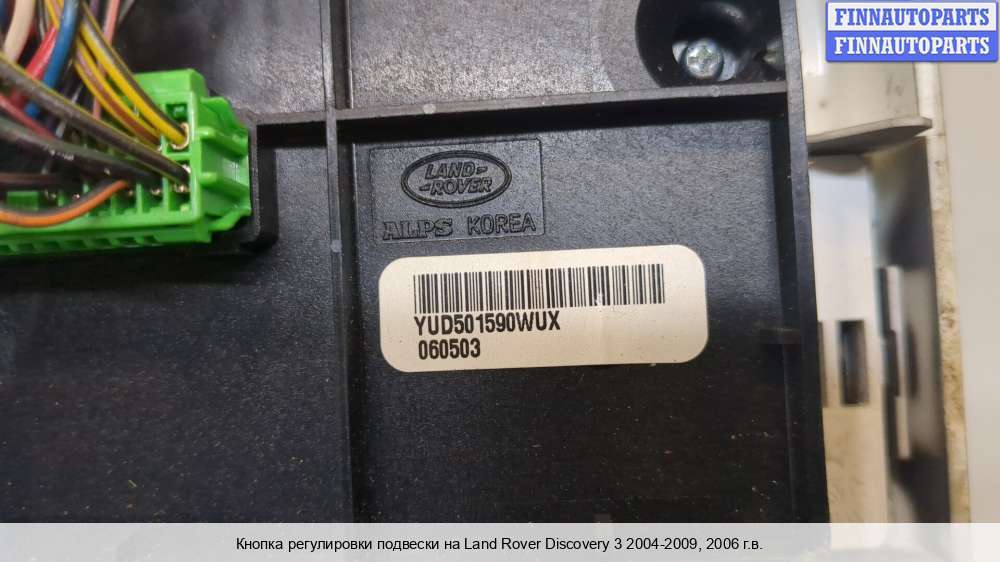 FINNAUTOPARTS
FINNAUTOPARTS
LAND-
-ROVER
ALPS KOREA
YUD501590WUX
060503
Кнопка регулировки подвески на Land Rover Discovery 3 2004-2009, 2006 г.в.